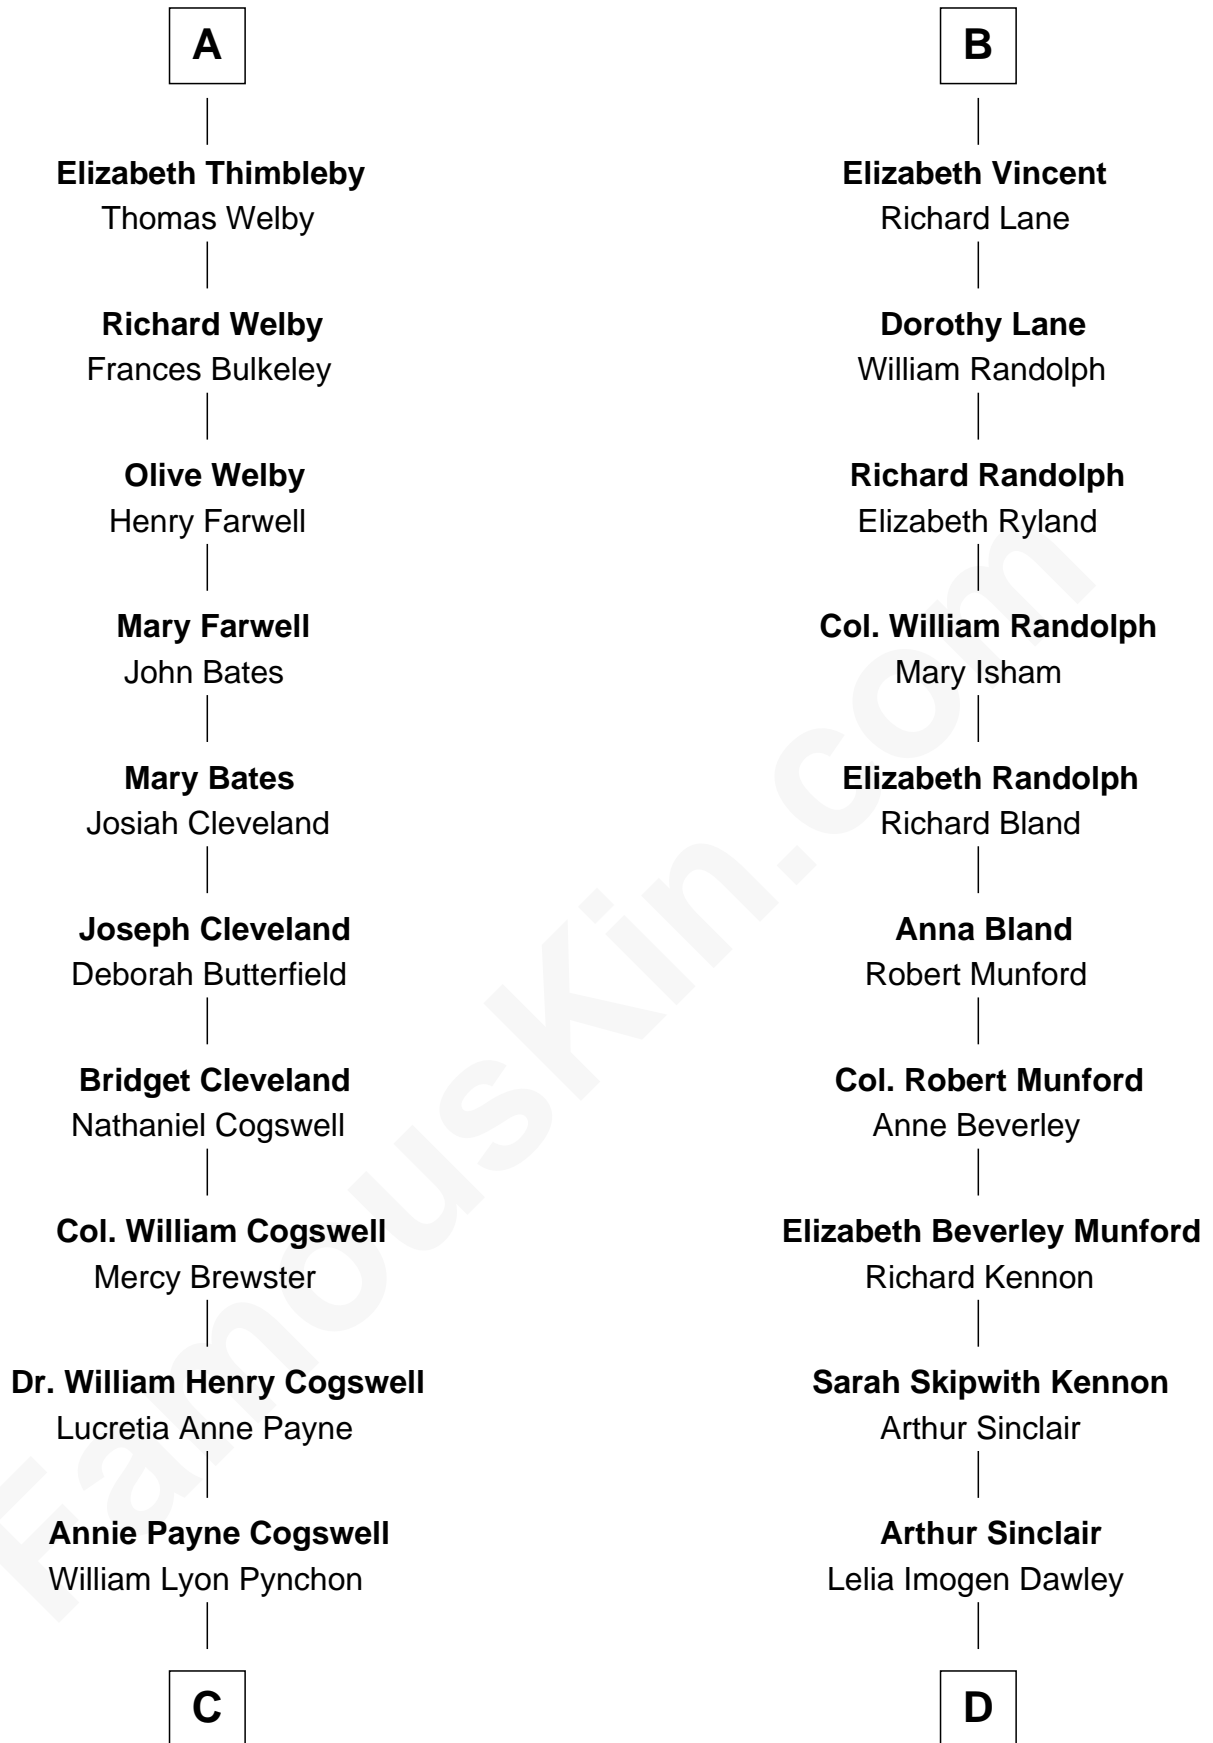 A
Elizabeth Thimbleby
Thomas Welby
Richard Welby
Frances Bulkeley
Olive Welby
Henry Farwell
Mary Farwell
John Bates
Mary Bates
Josiah Cleveland
Joseph Cleveland
Deborah Butterfield
Bridget Cleveland
Nathaniel Cogswell
Col. William Cogswell
Mercy Brewster
Dr. William Henry Cogswell
Lucretia Anne Payne
Annie Payne Cogswell
William Lyon Pynchon
C
B
Elizabeth Vincent
Richard Lane
Dorothy Lane
William Randolph
Richard Randolph
Elizabeth Ryland
Col. William Randolph
Mary Isham
Elizabeth Randolph
Richard Bland
Anna Bland
Robert Munford
Col. Robert Munford
Anne Beverley
Elizabeth Beverley Munford
Richard Kennon
Sarah Skipwith Kennon
Arthur Sinclair
Arthur Sinclair
Lelia Imogen Dawley
D
FamousKin.com